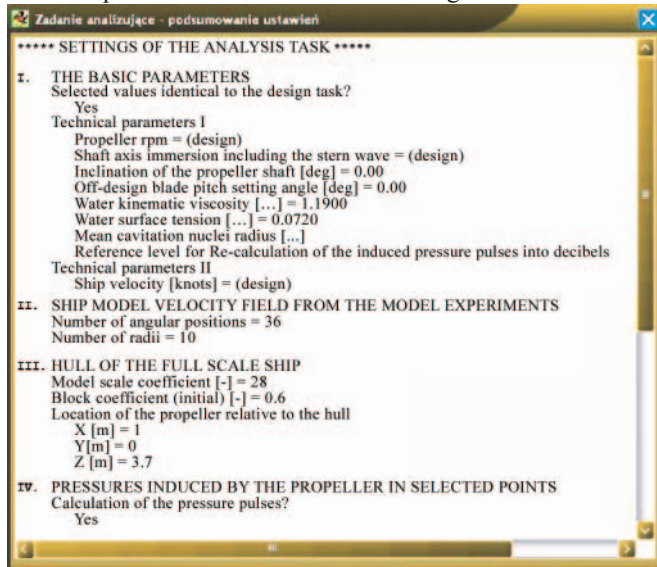 Zadanie analizujące - podsumowanie ustawień
***** SETTINGS OF THE ANALYSIS TASK *****
I. THE BASIC PARAMETERS
Selected values identical to the design task?
Yes
Technical parameters I
Propeller rpm = (design)
Shaft axis immersion including the stern wave = (design)
Inclination of the propeller shaft [deg] = 0.00
Off-design blade pitch setting angle [deg] = 0.00
Water kinematic viscosity [...] = 1.1900
Water surface tension [...] = 0.0720
Mean cavitation nuclei radius [...]
Reference level for Re-calculation of the induced pressure pulses into decibels
Technical parameters II
Ship velocity [knots] = (design)
II. SHIP MODEL VELOCITY FIELD FROM THE MODEL EXPERIMENTS
Number of angular positions = 36
Number of radii = 10
III. HULL OF THE FULL SCALE SHIP
Model scale coefficient [-] = 28
Block coefficient (initial) [-] = 0.6
Location of the propeller relative to the hull
X [m] = 1
Y[m] = 0
Z [m] = 3.7
IV. PRESSURES INDUCED BY THE PROPELLER IN SELECTED POINTS
Calculation of the pressure pulses?
Yes